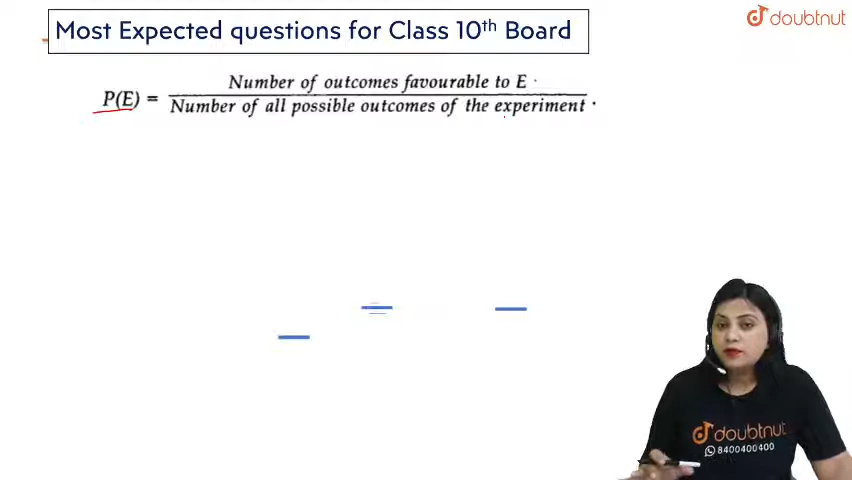 Most Expected questions for Class 10th Board
doubtnut
P(E) = Number of outcomes favourable to E / Number of all possible outcomes of the experiment .
doubtnut
8400400400